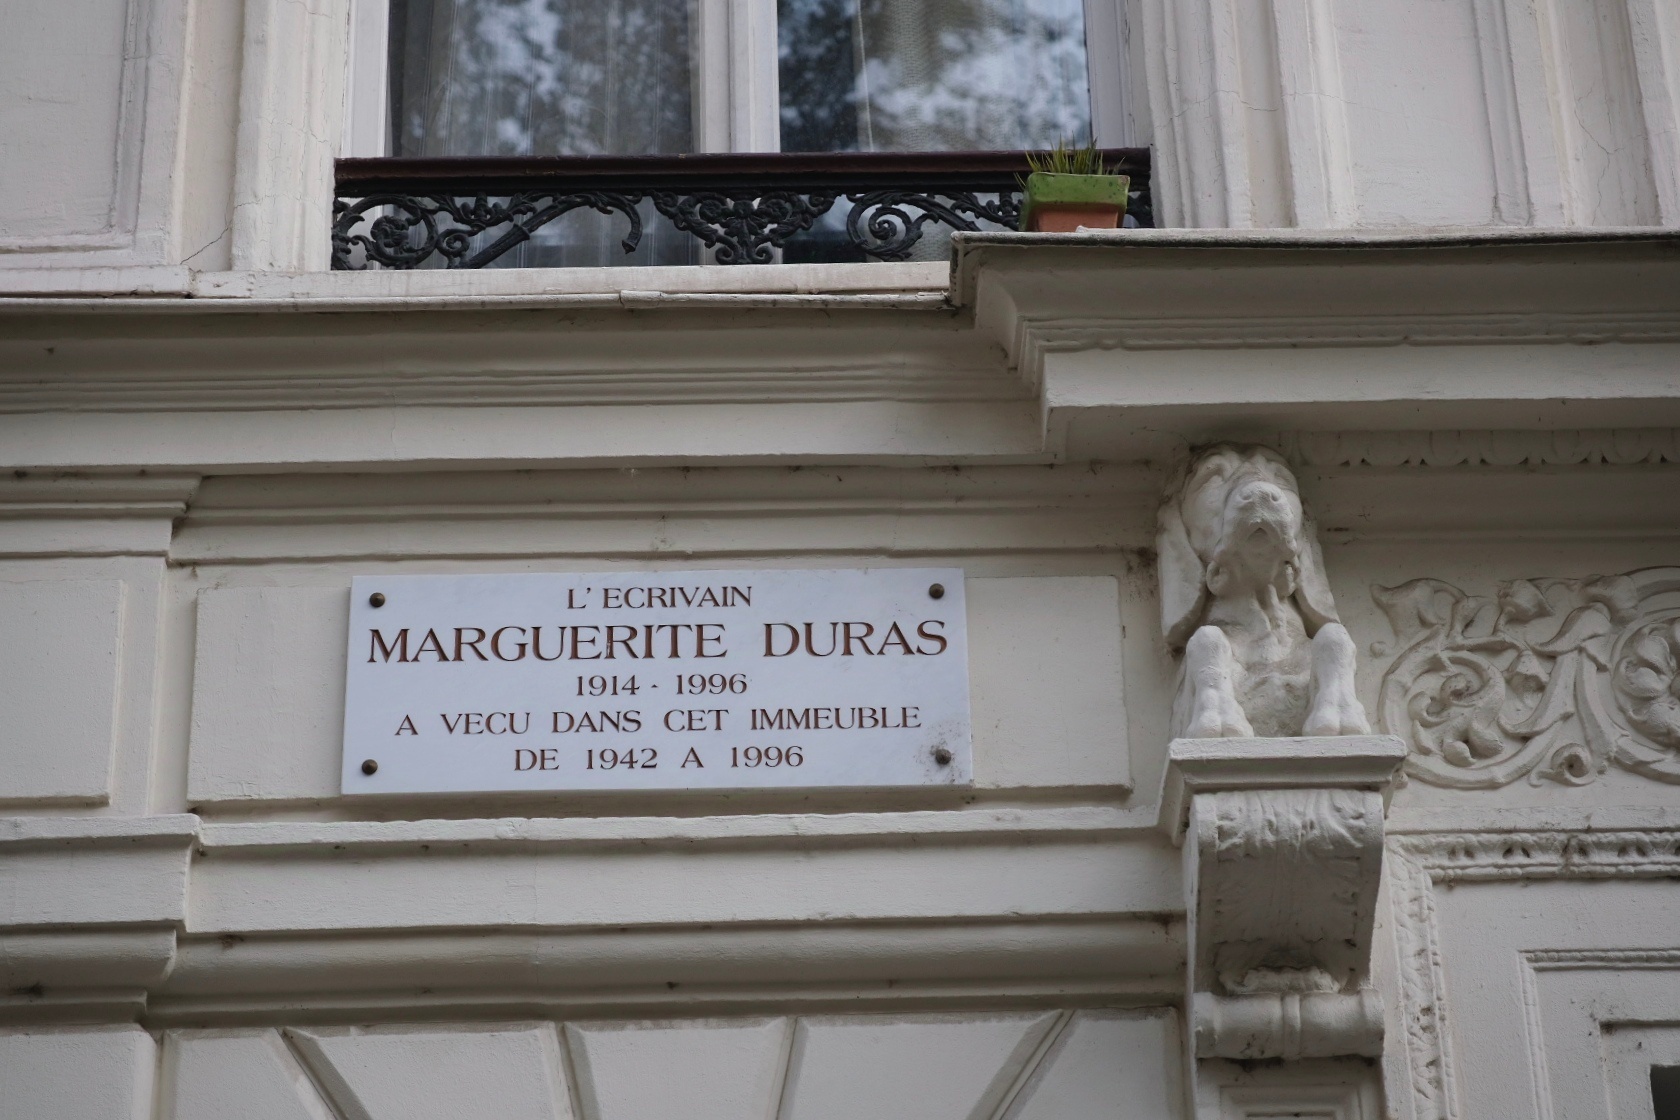 L' ECRIVAIN
MARGUERITE DURAS
1914 - 1996
A VECU DANS CET IMMEUBLE
DE 1942 A 1996